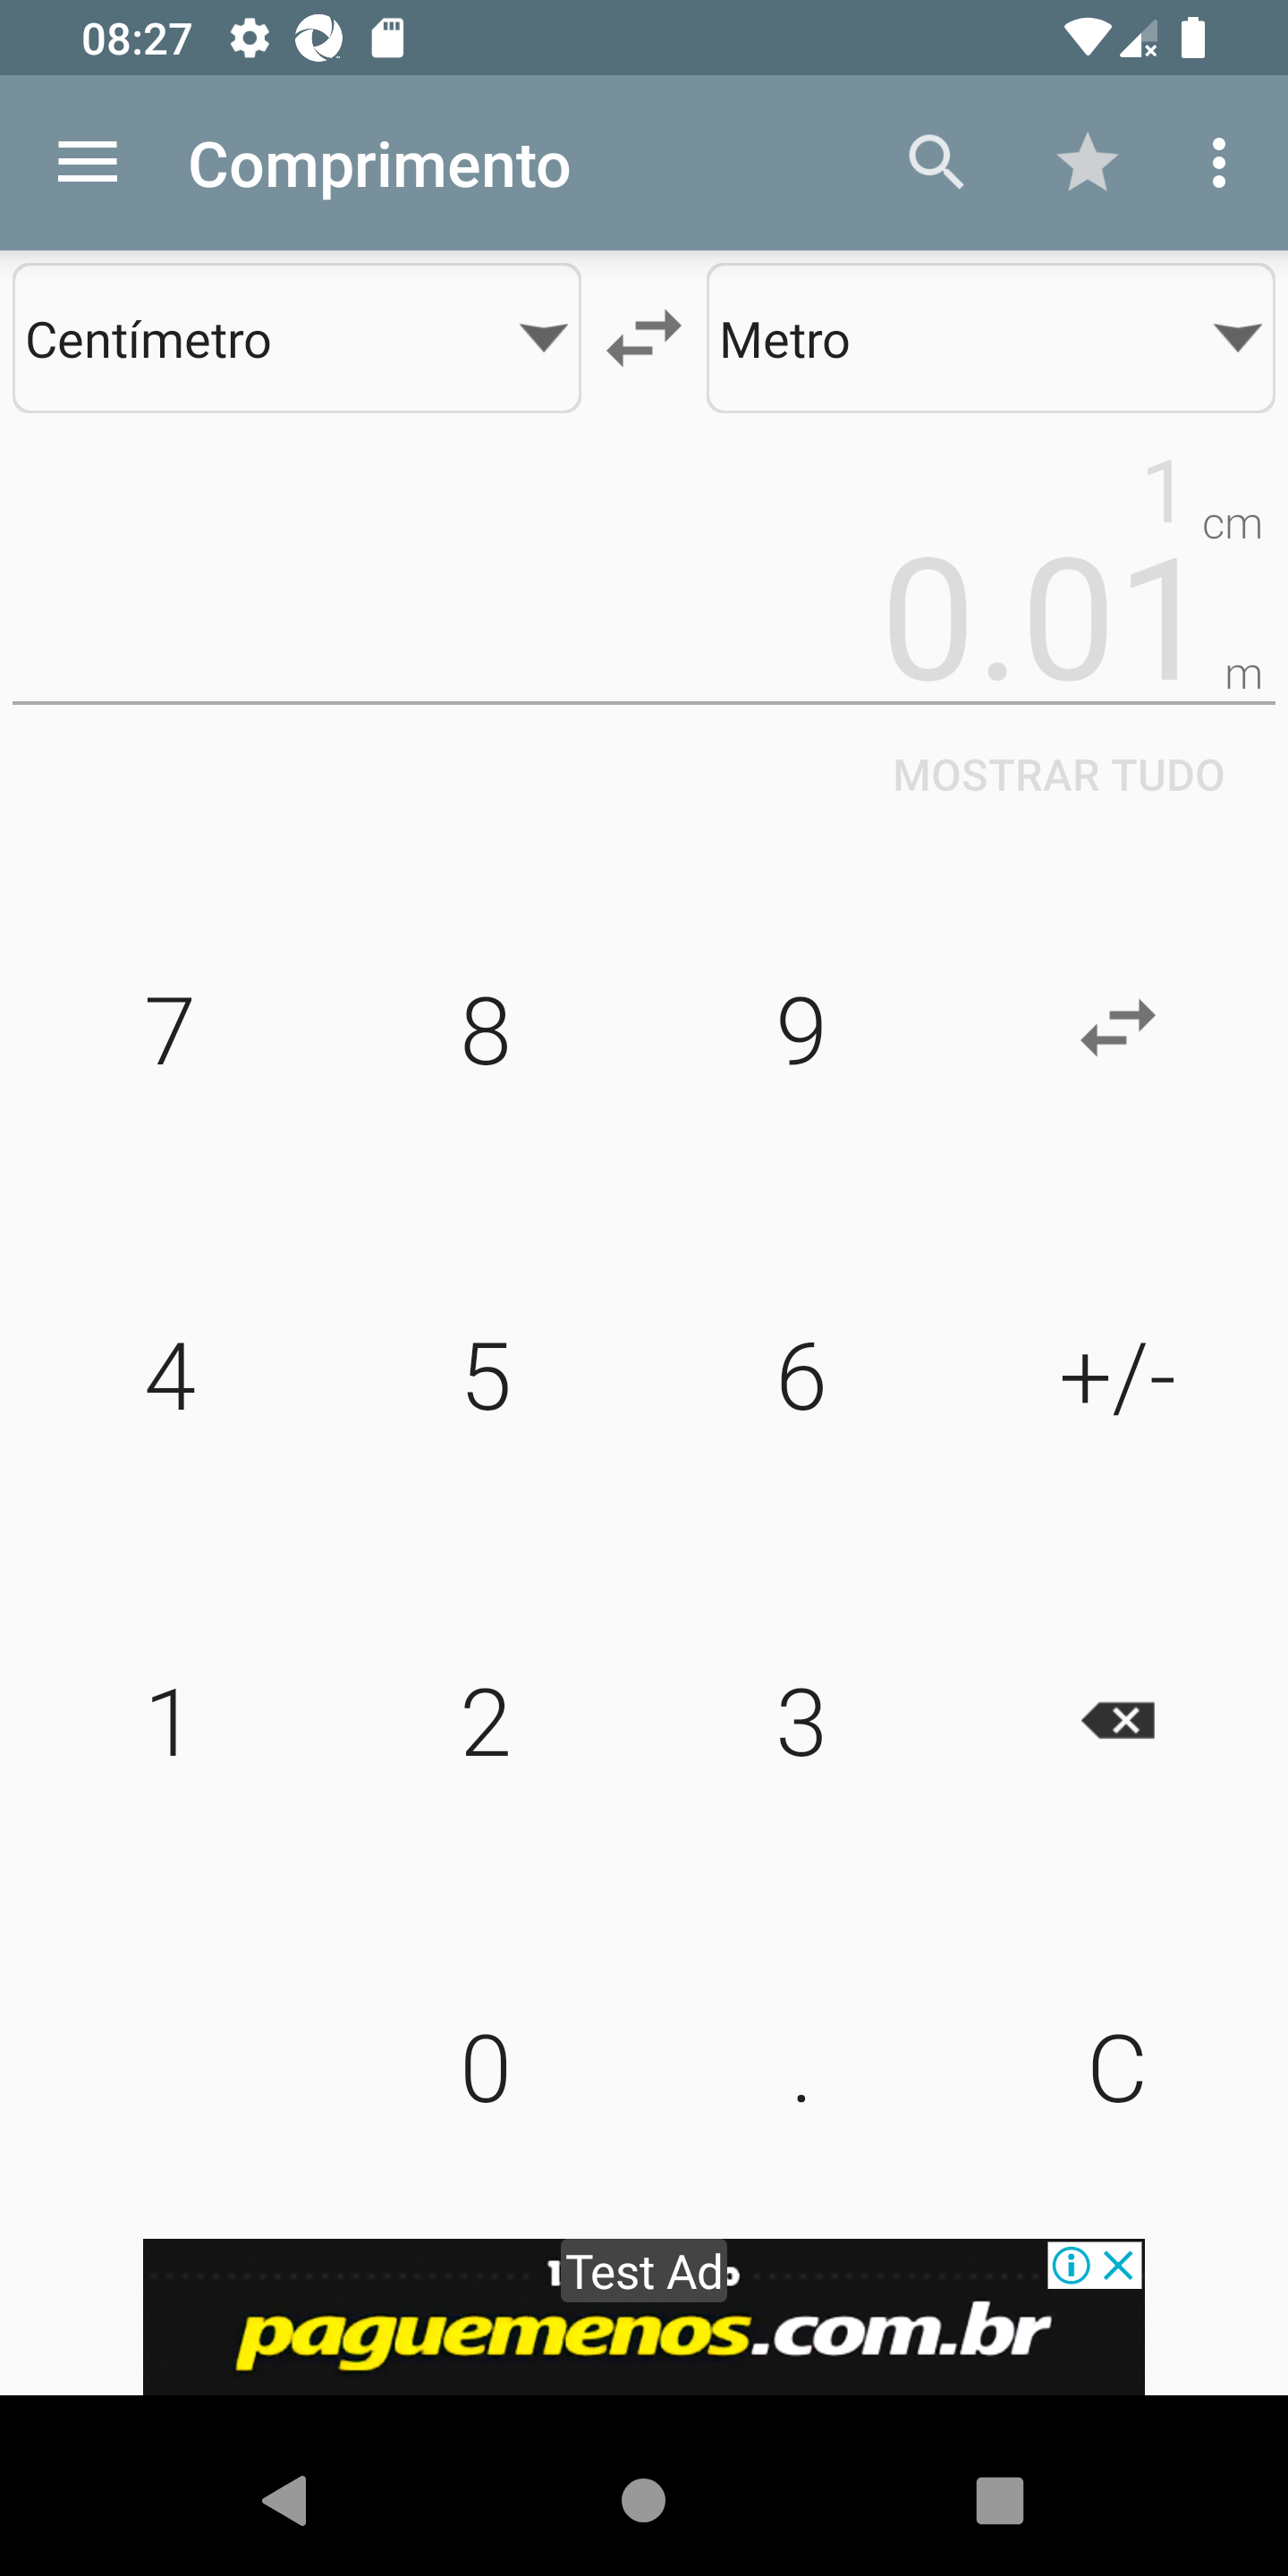 08:27
Comprimento
Centímetro
Metro
1 cm
0.01 m
MOSTRAR TUDO
7 8 9
4 5 6 +/-
1 2 3
0 . C
Test Ad
paguemenos.com.br